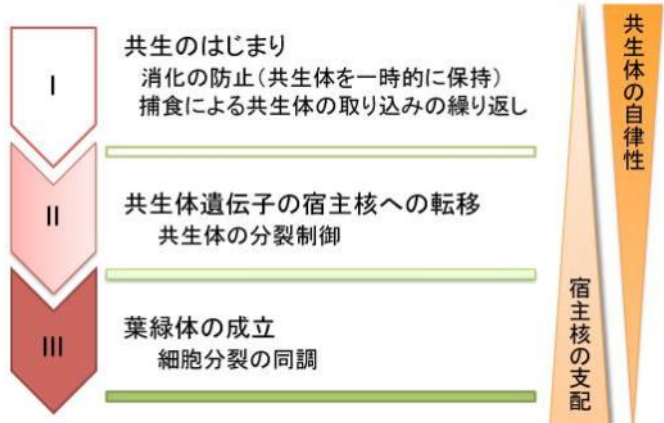 I
共生のはじまり
消化の防止(共生体を一時的に保持)
捕食による共生体の取り込みの繰り返し
II
共生体遺伝子の宿主核への転移
共生体の分裂制御
III
葉緑体の成立
細胞分裂の同調
宿主核の支配
共生体の自律性